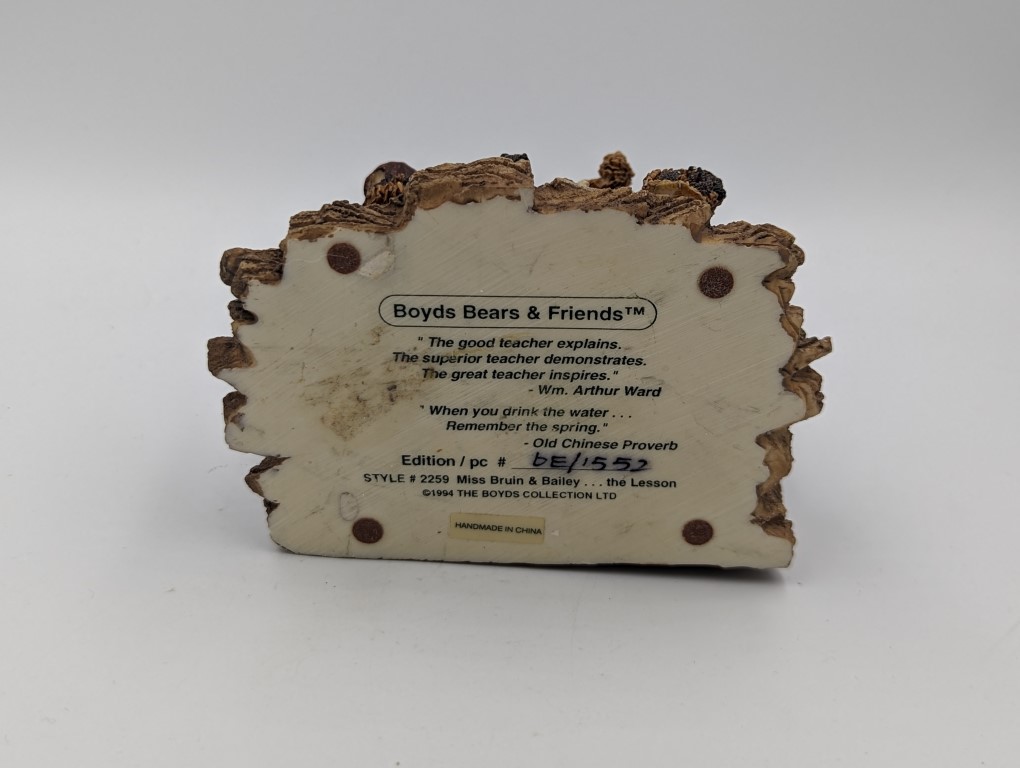 Boyds Bears & Friends™
" The good teacher explains.
The superior teacher demonstrates.
The great teacher inspires."
- Wm. Arthur Ward
" When you drink the water . . .
Remember the spring."
- Old Chinese Proverb
Edition / pc # 6E/1552
STYLE # 2259 Miss Bruin & Bailey . . . the Lesson
©1994 THE BOYDS COLLECTION LTD
HANDMADE IN CHINA